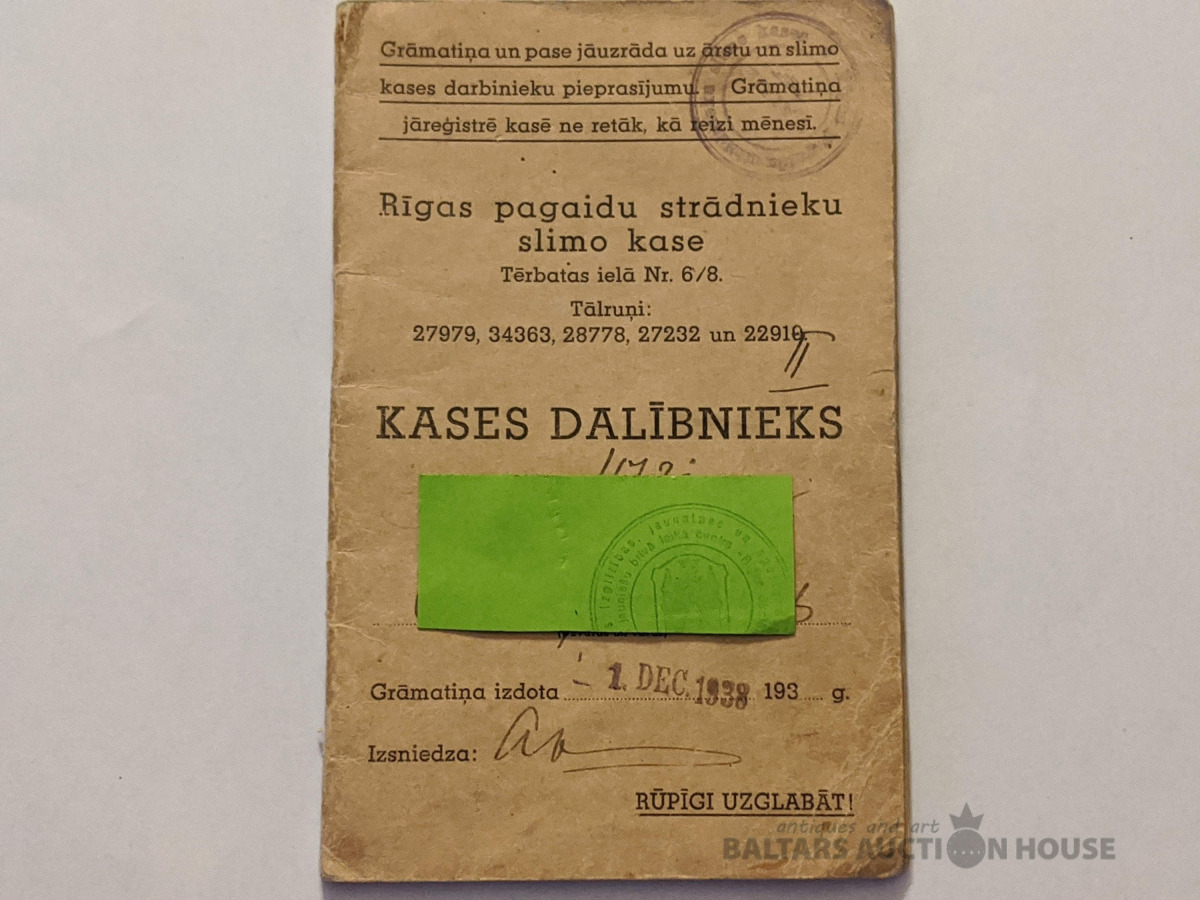 Grāmatiņa un pase jāuzrāda uz ārstu un slimo
kases darbinieku pieprasījumu. Grāmatiņa
jāreģistrē kasē ne retāk, kā reizi mēnesī.
Rīgas pagaidu strādnieku
slimo kase
Tērbatas ielā Nr. 6/8.
Tālruņi:
27979, 34363, 28778, 27232 un 22910.
II
KASES DALĪBNIEKS
Grāmatiņa izdota - 1. DEC. 1938 193 g.
Izsniedza:
RŪPĪGI UZGLABĀT!
antiques and art
BALTARS AUCTION HOUSE